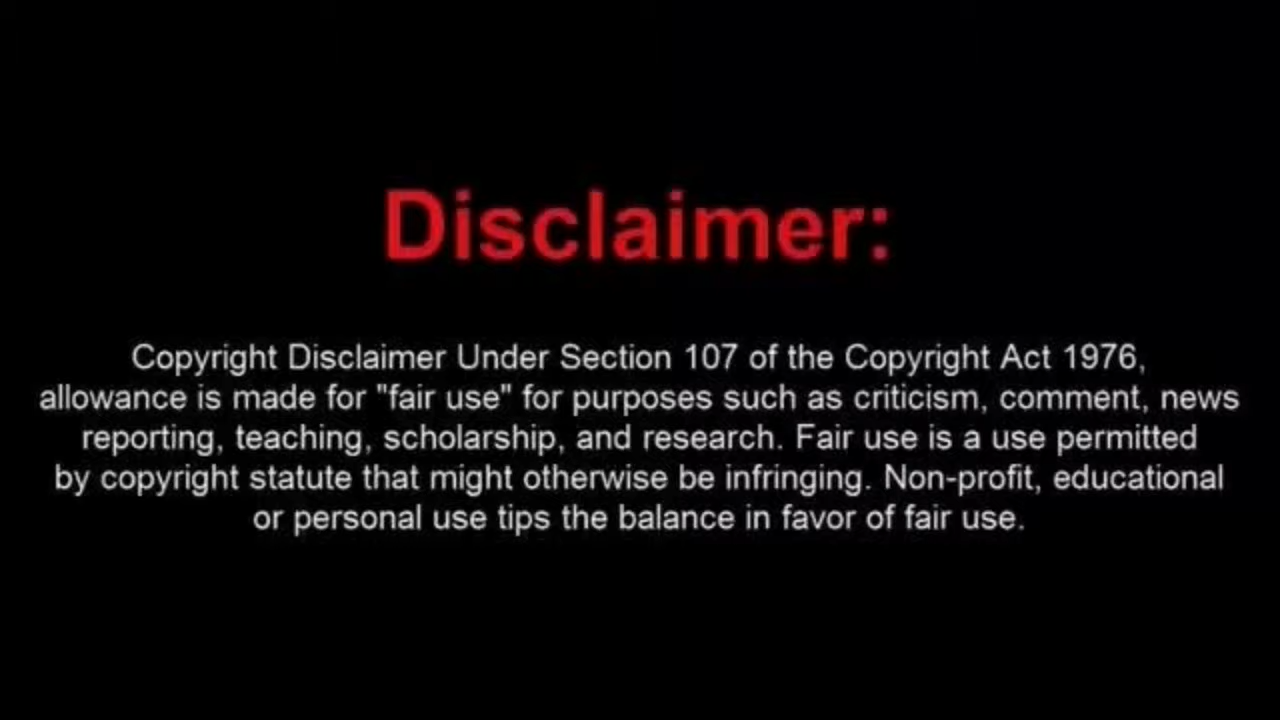 Disclaimer:
Copyright Disclaimer Under Section 107 of the Copyright Act 1976,
allowance is made for "fair use" for purposes such as criticism, comment, news
reporting, teaching, scholarship, and research. Fair use is a use permitted
by copyright statute that might otherwise be infringing. Non-profit, educational
or personal use tips the balance in favor of fair use.